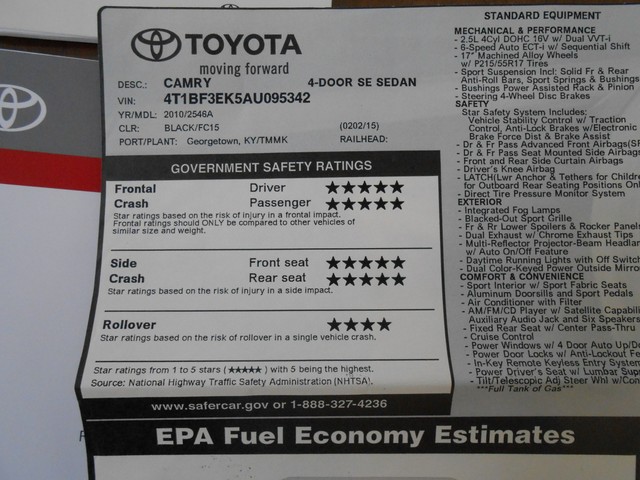 TOYOTA
moving forward
DESC.: CAMRY 4-DOOR SE SEDAN
VIN: 4T1BF3EK5AU095342
YR/MDL: 2010/2546A
CLR: BLACK/FC15 (0202/15)
PORT/PLANT: Georgetown, KY/TMMK RAILHEAD:
GOVERNMENT SAFETY RATINGS
Frontal Driver ★★★★★
Crash Passenger ★★★★★
Star ratings based on the risk of injury in a frontal impact.
Frontal ratings should ONLY be compared to other vehicles of
similar size and weight.
Side Front seat ★★★★★
Crash Rear seat ★★★★★
Star ratings based on the risk of injury in a side impact.
Rollover ★★★★
Star ratings based on the risk of rollover in a single vehicle crash.
Star ratings from 1 to 5 stars (★★★★★) with 5 being the highest.
Source: National Highway Traffic Safety Administration (NHTSA).
www.safercar.gov or 1-888-327-4236
EPA Fuel Economy Estimates
STANDARD EQUIPMENT
MECHANICAL & PERFORMANCE
- 2.5L 4Cyl DOHC 16V w/ Dual VVT-i
- 6-Speed Auto ECT-i w/ Sequential Shift
- 17" Machined Alloy Wheels
w/ P215/55R17 Tires
- Sport Suspension Incl: Solid Fr & Rear
Anti-Roll Bars, Sport Springs & Bushings
- Bushings Power Assisted Rack & Pinion
- Steering 4-Wheel Disc Brakes
SAFETY
Star Safety System Includes:
Vehicle Stability Control w/ Traction
Control, Anti-Lock Brakes w/Electronic
Brake Force Dist & Brake Assist
- Dr & Fr Pass Advanced Front Airbags(SR
- Dr & Fr Pass Seat Mounted Side Airbags
- Front and Rear Side Curtain Airbags
- Driver's Knee Airbag
- LATCH(Lwr Anchor & Tethers for Childre
for Outboard Rear Seating Positions On
- Direct Tire Pressure Monitor System
EXTERIOR
- Integrated Fog Lamps
- Blacked-Out Sport Grille
- Fr & Rr Lower Spoilers & Rocker Panels
- Dual Exhaust w/ Chrome Exhaust Tips
- Multi-Reflector Projector-Beam Headlam
w/ Auto On/Off Feature
- Daytime Running Lights with Off Switch
- Dual Color-Keyed Power Outside Mirro
COMFORT & CONVENIENCE
- Sport Interior w/ Sport Fabric Seats
- Aluminum Doorsills and Sport Pedals
- Air Conditioner with Filter
- AM/FM/CD Player w/ Satellite Capabili
Auxiliary Audio Jack and Six Speakers
- Fixed Rear Seat w/ Center Pass-Thru
- Cruise Control
- Power Windows w/ 4 Door Auto Up/Do
- Power Door Locks w/ Anti-Lockout Fe
- In-Key Remote Keyless Entry System
- Power Driver's Seat w/ Lumbar Sup
- Tilt/Telescopic Adj Steer Whl w/Con
***Full Tank of Gas***